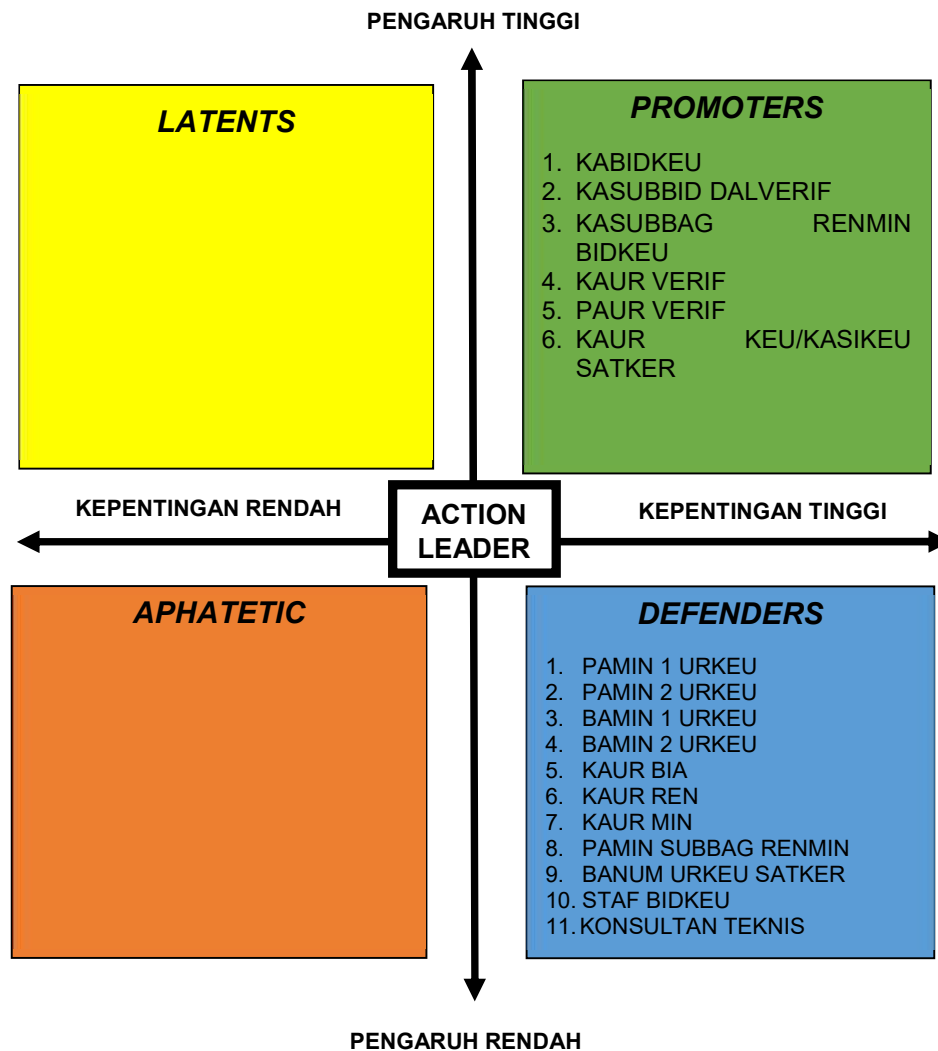 PENGARUH TINGGI
LATENTS
PROMOTERS
1. KABIDKEU
2. KASUBBID DALVERIF
3. KASUBBAG RENMIN
BIDKEU
4. KAUR VERIF
5. PAUR VERIF
6. KAUR KEU/KASIKEU
SATKER
KEPENTINGAN RENDAH
ACTION
LEADER
KEPENTINGAN TINGGI
APHATETIC
DEFENDERS
1. PAMIN 1 URKEU
2. PAMIN 2 URKEU
3. BAMIN 1 URKEU
4. BAMIN 2 URKEU
5. KAUR BIA
6. KAUR REN
7. KAUR MIN
8. PAMIN SUBBAG RENMIN
9. BANUM URKEU SATKER
10. STAF BIDKEU
11. KONSULTAN TEKNIS
PENGARUH RENDAH